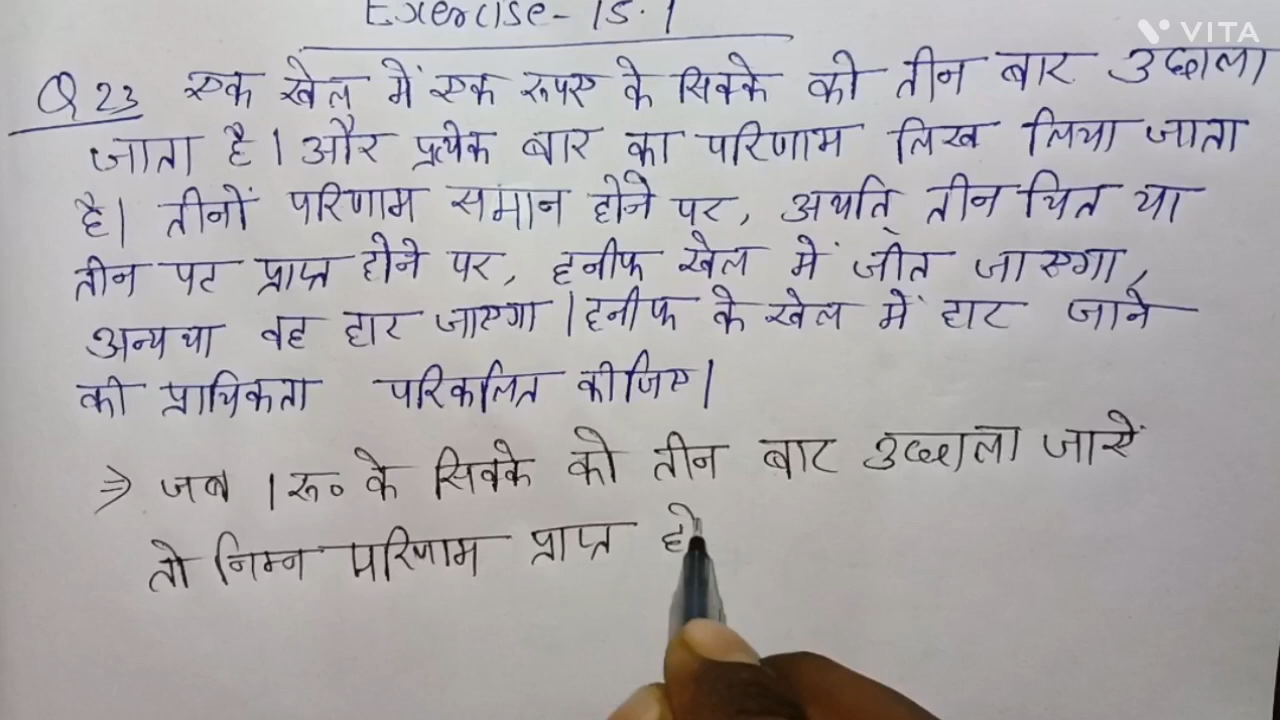 Exercise-15.1
VITA
Q 23 एक खेल में एक रुपए के सिक्के को तीन बार उछाला
जाता है। और प्रत्येक बार का परिणाम लिख लिया जाता
है। तीनों परिणाम समान होने पर, अर्थात् तीन चित या
तीन पट प्राप्त होने पर, हनीफ खेल में जीत जाएगा,
अन्यथा वह हार जाएगा। हनीफ के खेल में हार जाने
की प्रायिकता परिकलित कीजिए।
⇒ जब 1रु० के सिक्के को तीन बार उछाला जाये
तो निम्न परिणाम प्राप्त हो